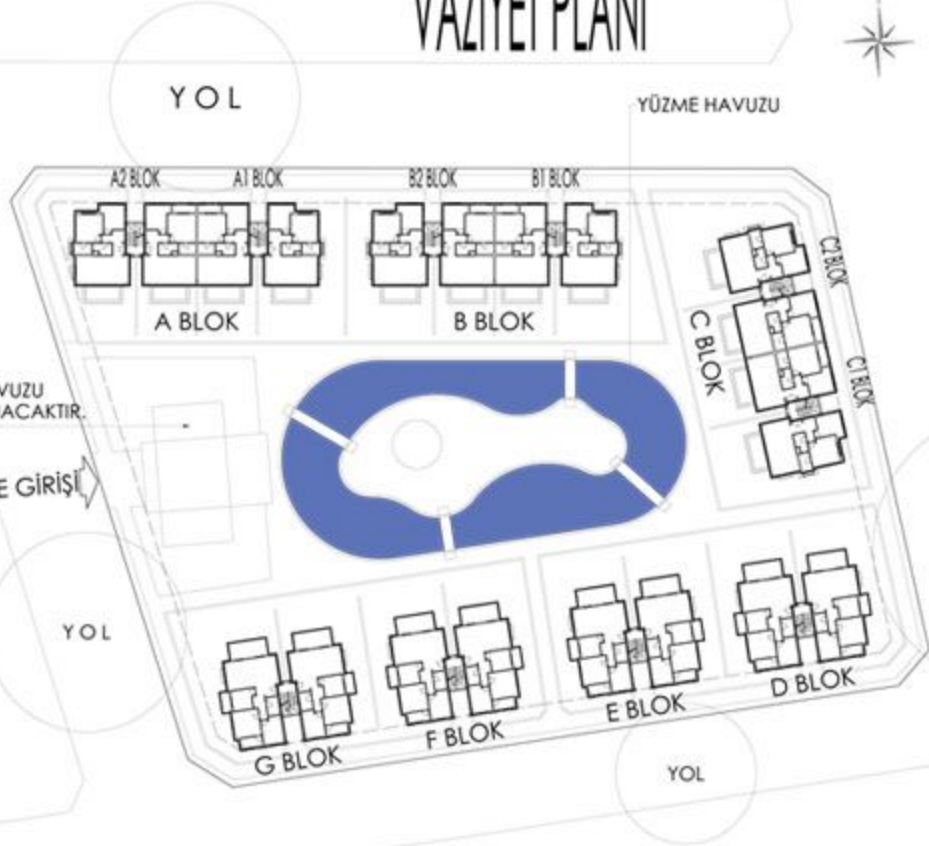 VAZİYET PLANI
YOL
YÜZME HAVUZU
A2 BLOK
A1 BLOK
B2 BLOK
B1 BLOK
C2 BLOK
A BLOK
B BLOK
C BLOK
C1 BLOK
VUZU
ACAKTIR.
E GİRİŞİ
YOL
D BLOK
E BLOK
F BLOK
G BLOK
YOL